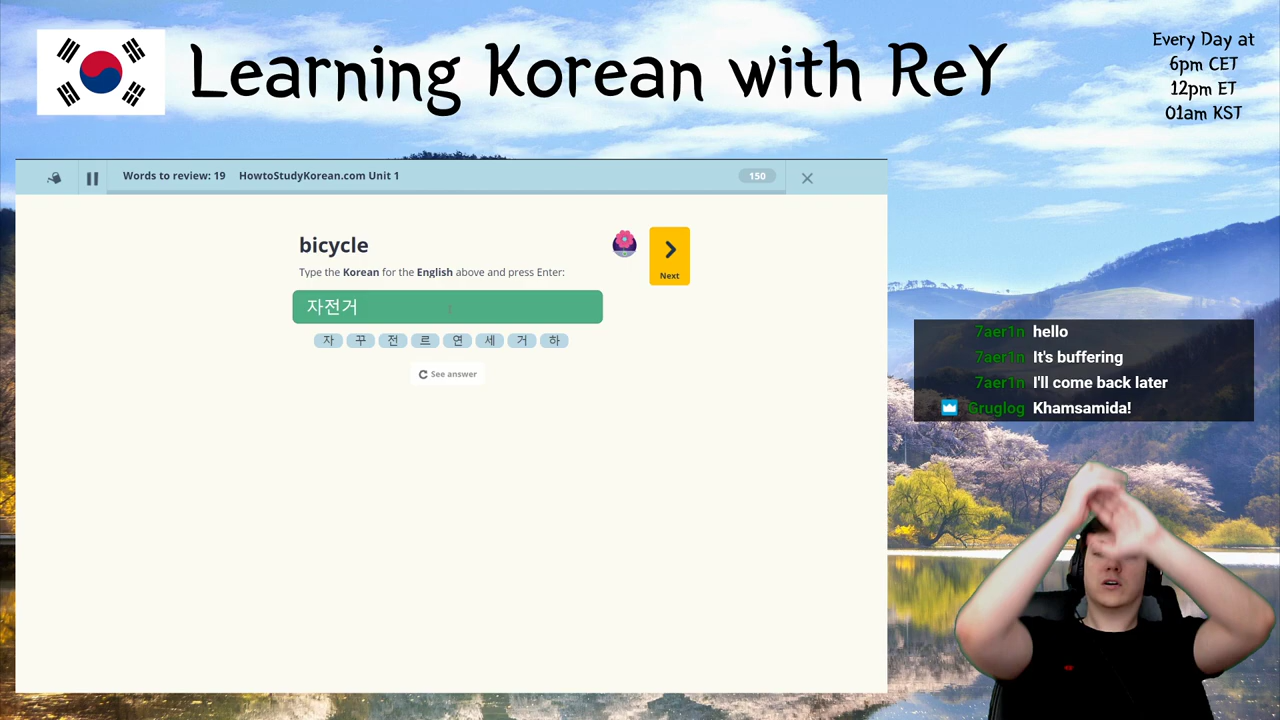 Learning Korean with ReY
Every Day at
6pm CET
12pm ET
01am KST
Words to review: 19 HowtoStudyKorean.com Unit 1 150
bicycle
Type the Korean for the English above and press Enter:
Next
자전거
자 꾸 전 르 연 세 거 하
See answer
7aer1n hello
7aer1n It's buffering
7aer1n I'll come back later
Gruglog Khamsamida!